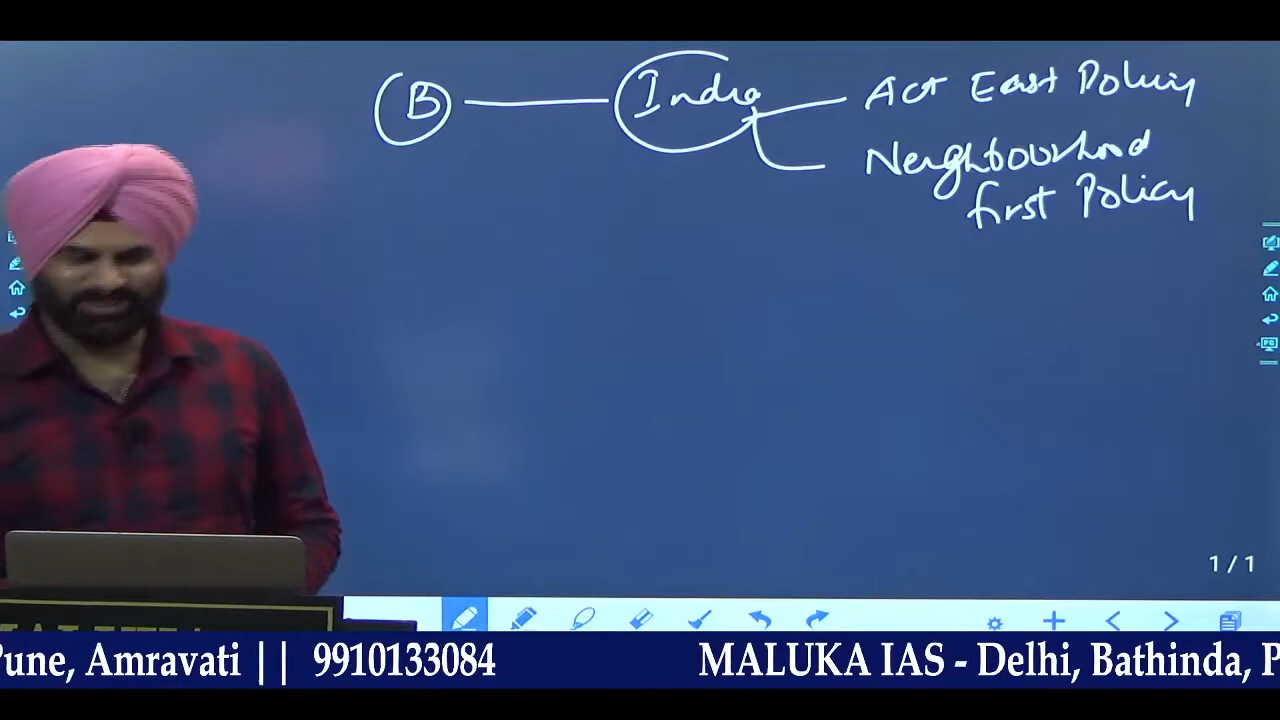 B India Act East Policy
Neighbourhood
first Policy
1/1
Pune, Amravati || 9910133084 MALUKA IAS - Delhi, Bathinda, P